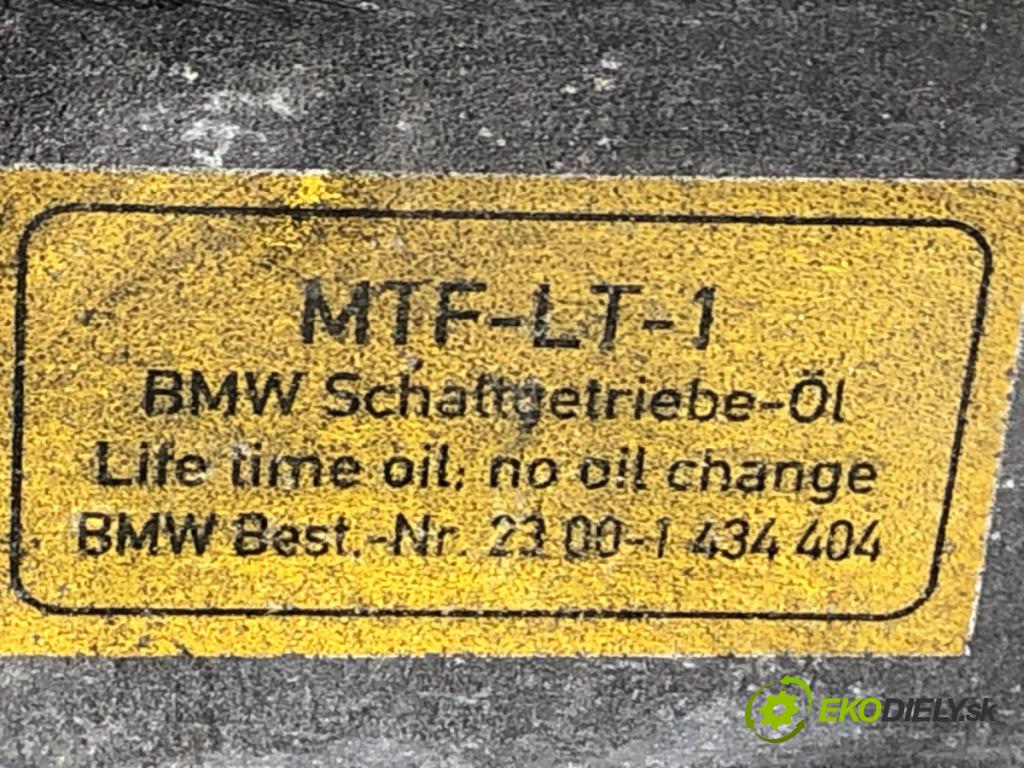 MTF-LT-1
BMW Schaltgetriebe-Öl
Life time oil; no oil change
BMW Best.-Nr. 23 00-1 434 404
EKODIELY.sk